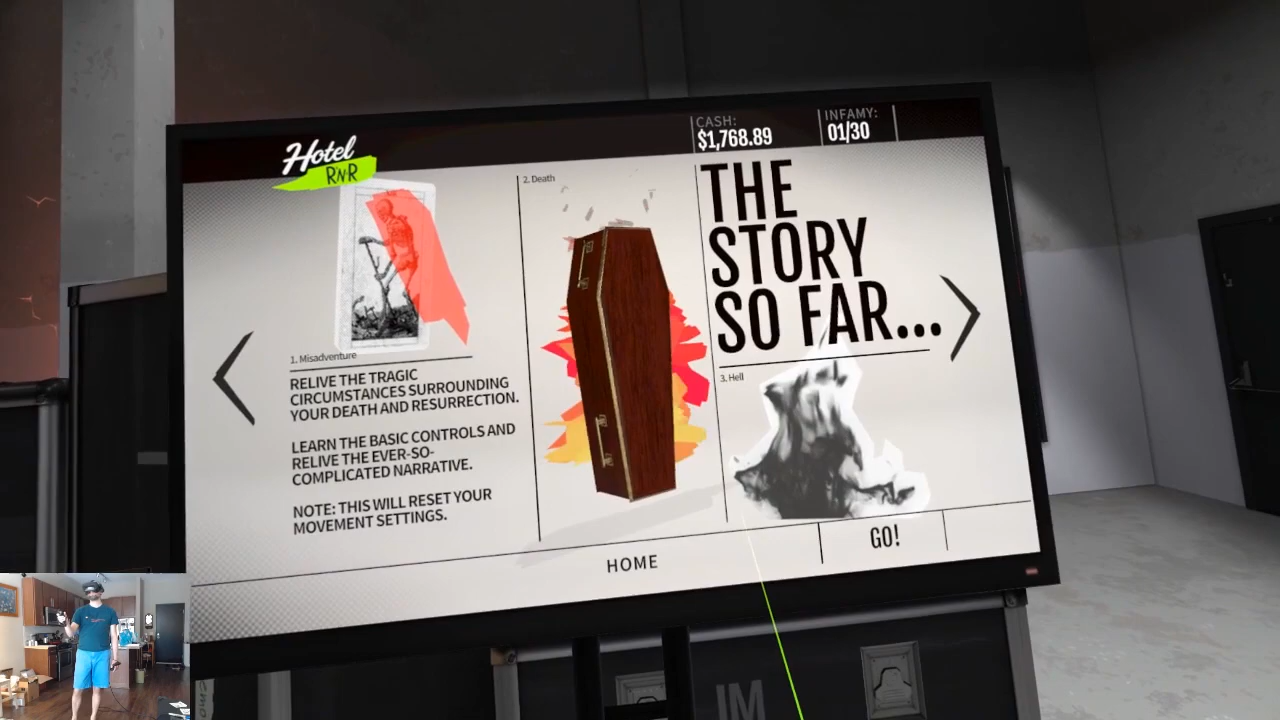 Hotel
RNR
CASH:
$1,768.89
INFAMY:
01/30
1. Misadventure
RELIVE THE TRAGIC
CIRCUMSTANCES SURROUNDING
YOUR DEATH AND RESURRECTION.
LEARN THE BASIC CONTROLS AND
RELIVE THE EVER-SO-
COMPLICATED NARRATIVE.
NOTE: THIS WILL RESET YOUR
MOVEMENT SETTINGS.
2. Death
THE
STORY
SO FAR...
3. Hell
HOME
GO!
IM